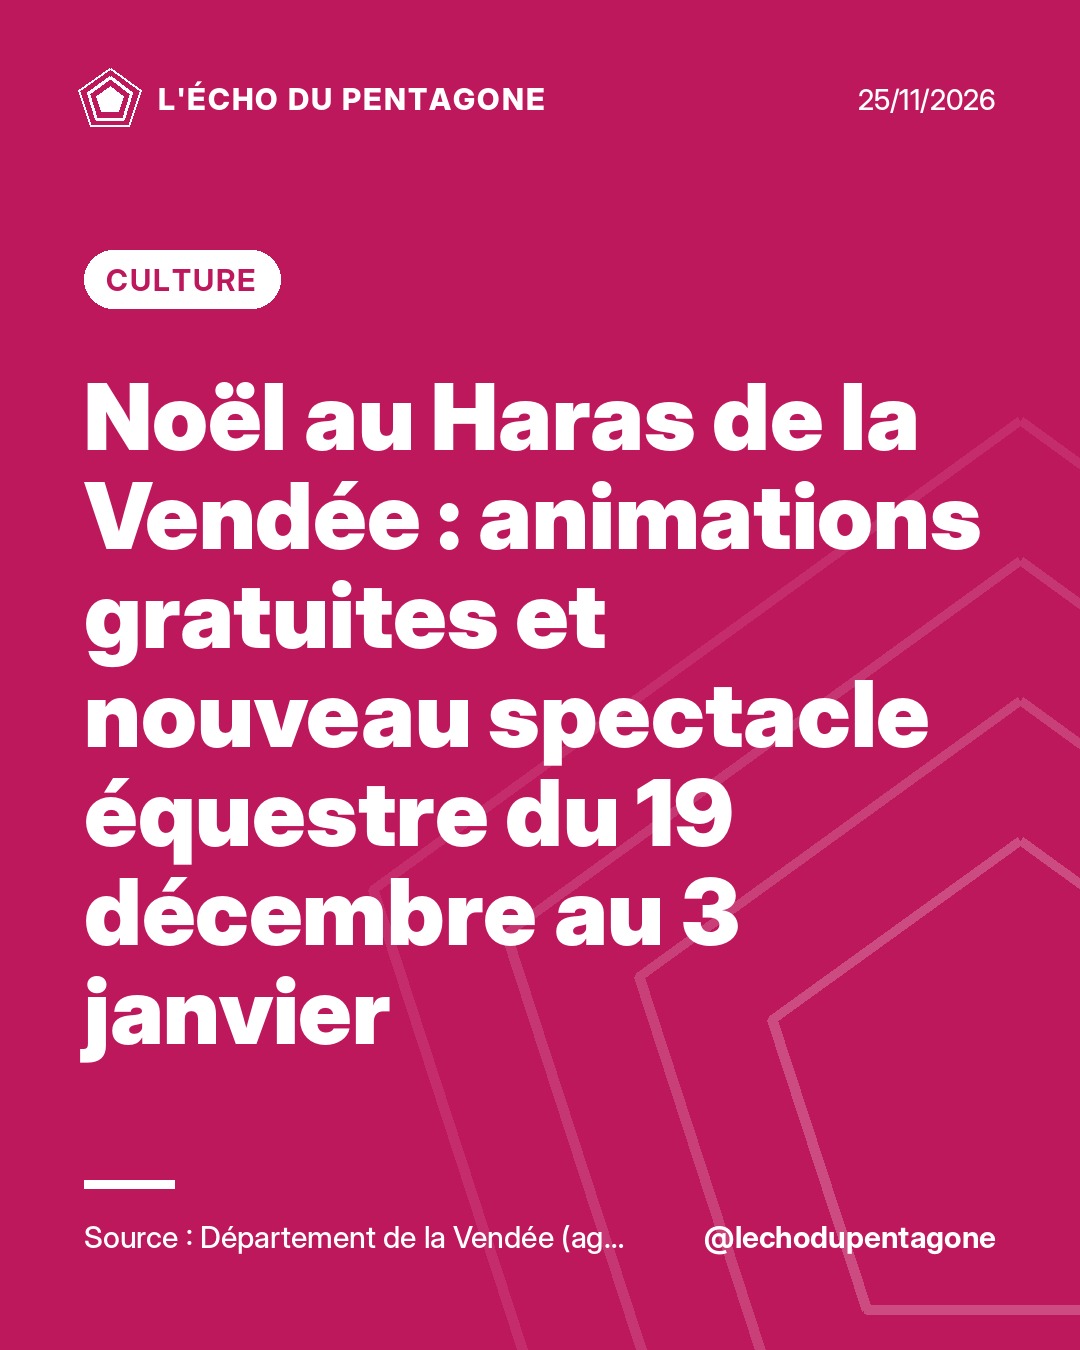 L'ÉCHO DU PENTAGONE
25/11/2026
CULTURE
Noël au Haras de la
Vendée : animations
gratuites et
nouveau spectacle
équestre du 19
décembre au 3
janvier
Source : Département de la Vendée (ag...
@lechodupentagone